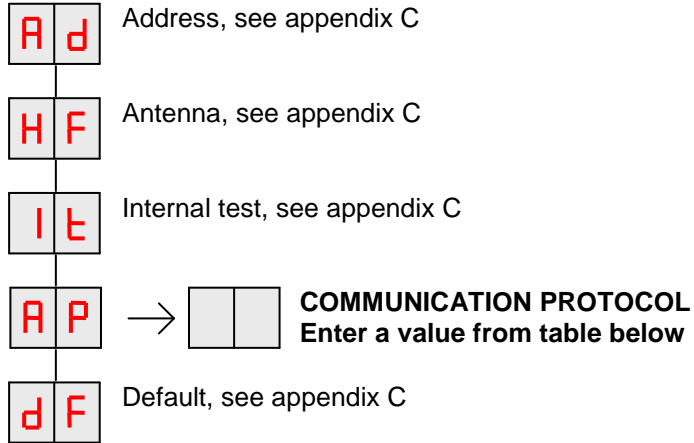 Ad Address, see appendix C
HF Antenna, see appendix C
It Internal test, see appendix C
AP → COMMUNICATION PROTOCOL
Enter a value from table below
dF Default, see appendix C